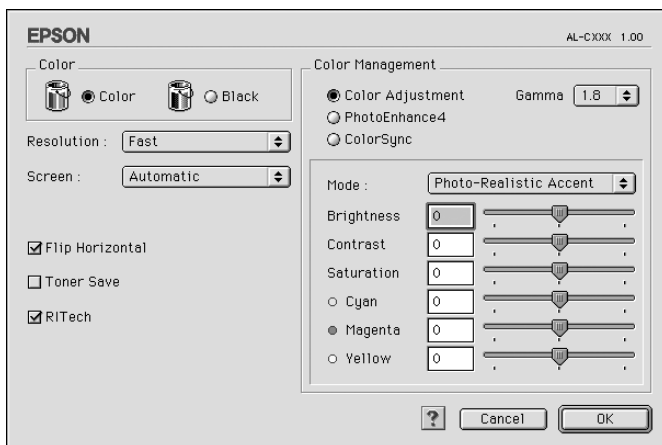 EPSON
AL-CXXX 1.00
Color
Color
Black
Resolution :
Fast
Screen :
Automatic
Flip Horizontal
Toner Save
RITech
Color Management
Color Adjustment
Gamma
1.8
PhotoEnhance4
ColorSync
Mode :
Photo-Realistic Accent
Brightness
0
Contrast
0
Saturation
0
Cyan
0
Magenta
0
Yellow
0
?
Cancel
OK